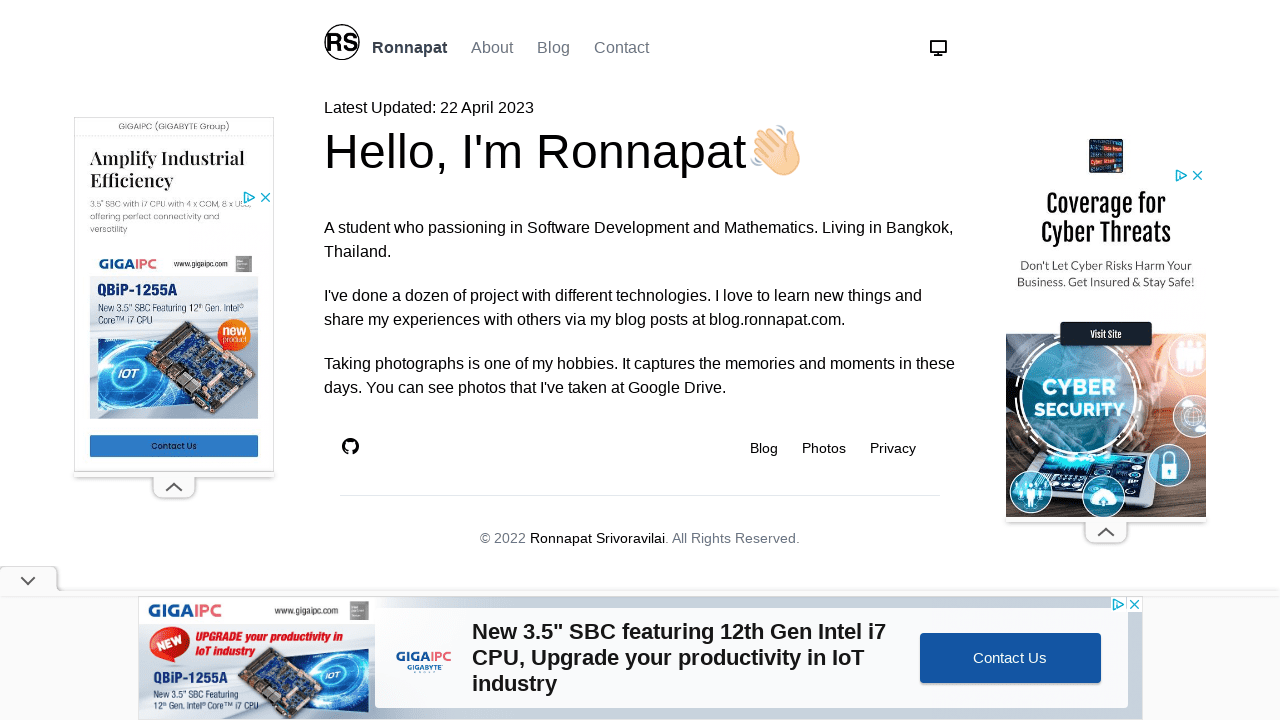 RS
Ronnapat About Blog Contact
Latest Updated: 22 April 2023
Hello, I'm Ronnapat
A student who passioning in Software Development and Mathematics. Living in Bangkok,
Thailand.
I've done a dozen of project with different technologies. I love to learn new things and
share my experiences with others via my blog posts at blog.ronnapat.com.
Taking photographs is one of my hobbies. It captures the memories and moments in these
days. You can see photos that I've taken at Google Drive.
Blog Photos Privacy
© 2022 Ronnapat Srivoravilai. All Rights Reserved.
GIGAIPC (GIGABYTE Group)
Amplify Industrial
Efficiency
3.5" SBC with i7 CPU with 4 x COM, 8 x USB,
offering perfect connectivity and
versatility
GIGAIPC www.gigaipc.com
QBiP-1255A
New 3.5" SBC Featuring 12th Gen. Intel®
Core™ i7 CPU
new
product
IOT
Contact Us
Coverage for
Cyber Threats
Don't Let Cyber Risks Harm Your
Business. Get Insured & Stay Safe!
Visit Site
CYBER
SECURITY
GIGAIPC www.gigaipc.com
NEW
UPGRADE your productivity in
IoT industry
QBiP-1255A
New 3.5" SBC Featuring
12th Gen. Intel® Core™ i7 CPU
IOT
GIGAIPC
GIGABYTE
New 3.5" SBC featuring 12th Gen Intel i7
CPU, Upgrade your productivity in IoT
industry
Contact Us